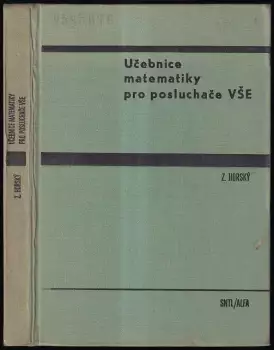 Učebnice
matematiky
pro posluchače VŠE
Z. HORSKÝ
SNTL/ALFA
UČEBNICE MATEMATIKY
PRO POSLUCHAČE VŠE
Z. HORSKÝ